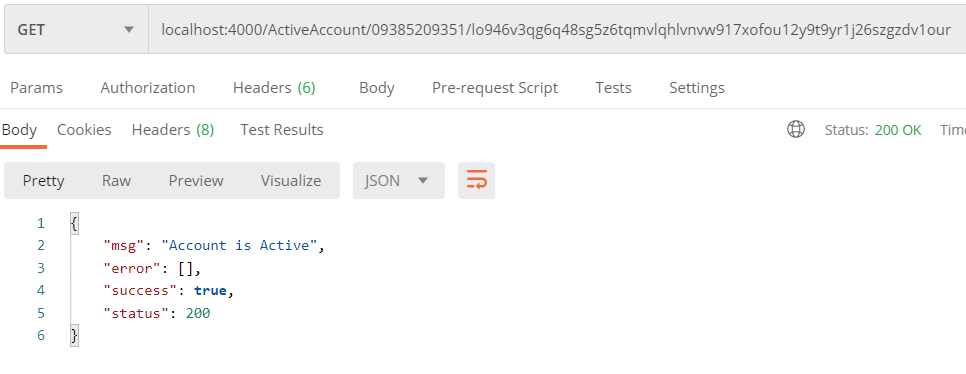 GET localhost:4000/ActiveAccount/09385209351/lo946v3qg6q48sg5z6tqmvlqhlvnvw917xofou12y9t9yr1j26szgzdv1our
Params Authorization Headers (6) Body Pre-request Script Tests Settings
Body Cookies Headers (8) Test Results Status: 200 OK Time
Pretty Raw Preview Visualize JSON
1 {
2 "msg": "Account is Active",
3 "error": [],
4 "success": true,
5 "status": 200
6 }